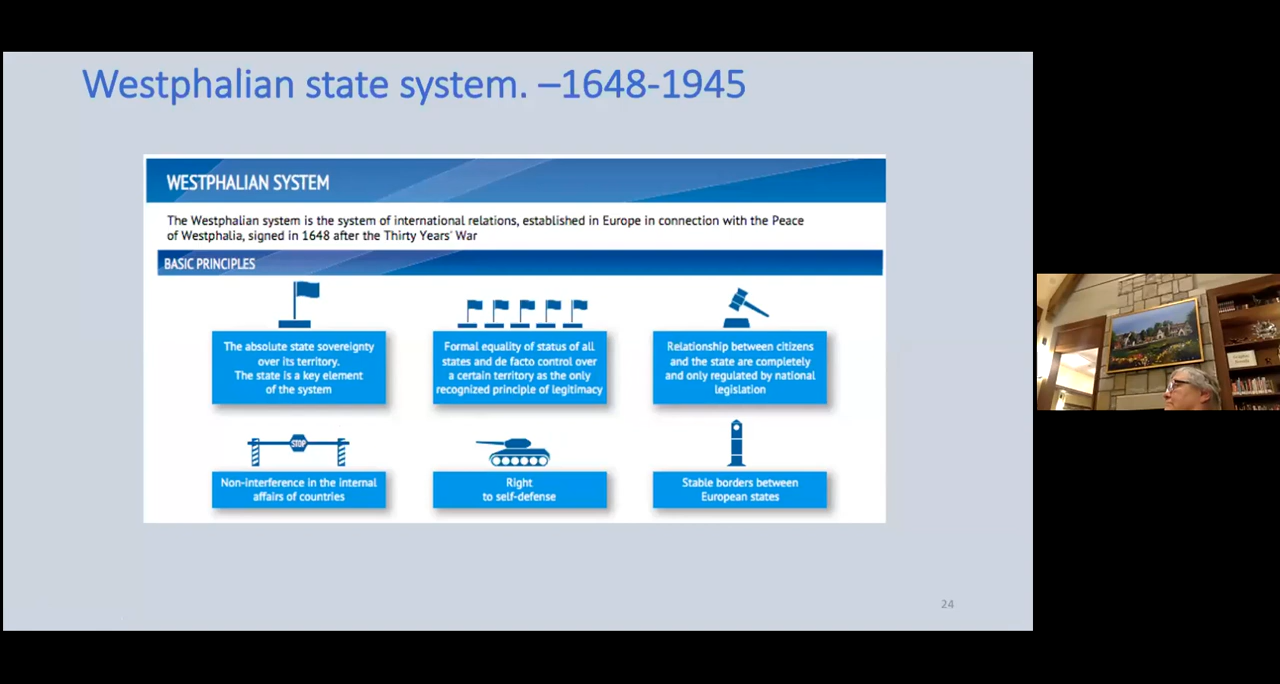 Westphalian state system. –1648-1945
WESTPHALIAN SYSTEM
The Westphalian system is the system of international relations, established in Europe in connection with the Peace
of Westphalia, signed in 1648 after the Thirty Years' War
BASIC PRINCIPLES
The absolute state sovereignty
over its territory.
The state is a key element
of the system
Formal equality of status of all
states and de facto control over
a certain territory as the only
recognized principle of legitimacy
Relationship between citizens
and the state are completely
and only regulated by national
legislation
STOP
Non-interference in the internal
affairs of countries
Right
to self-defense
Stable borders between
European states
24